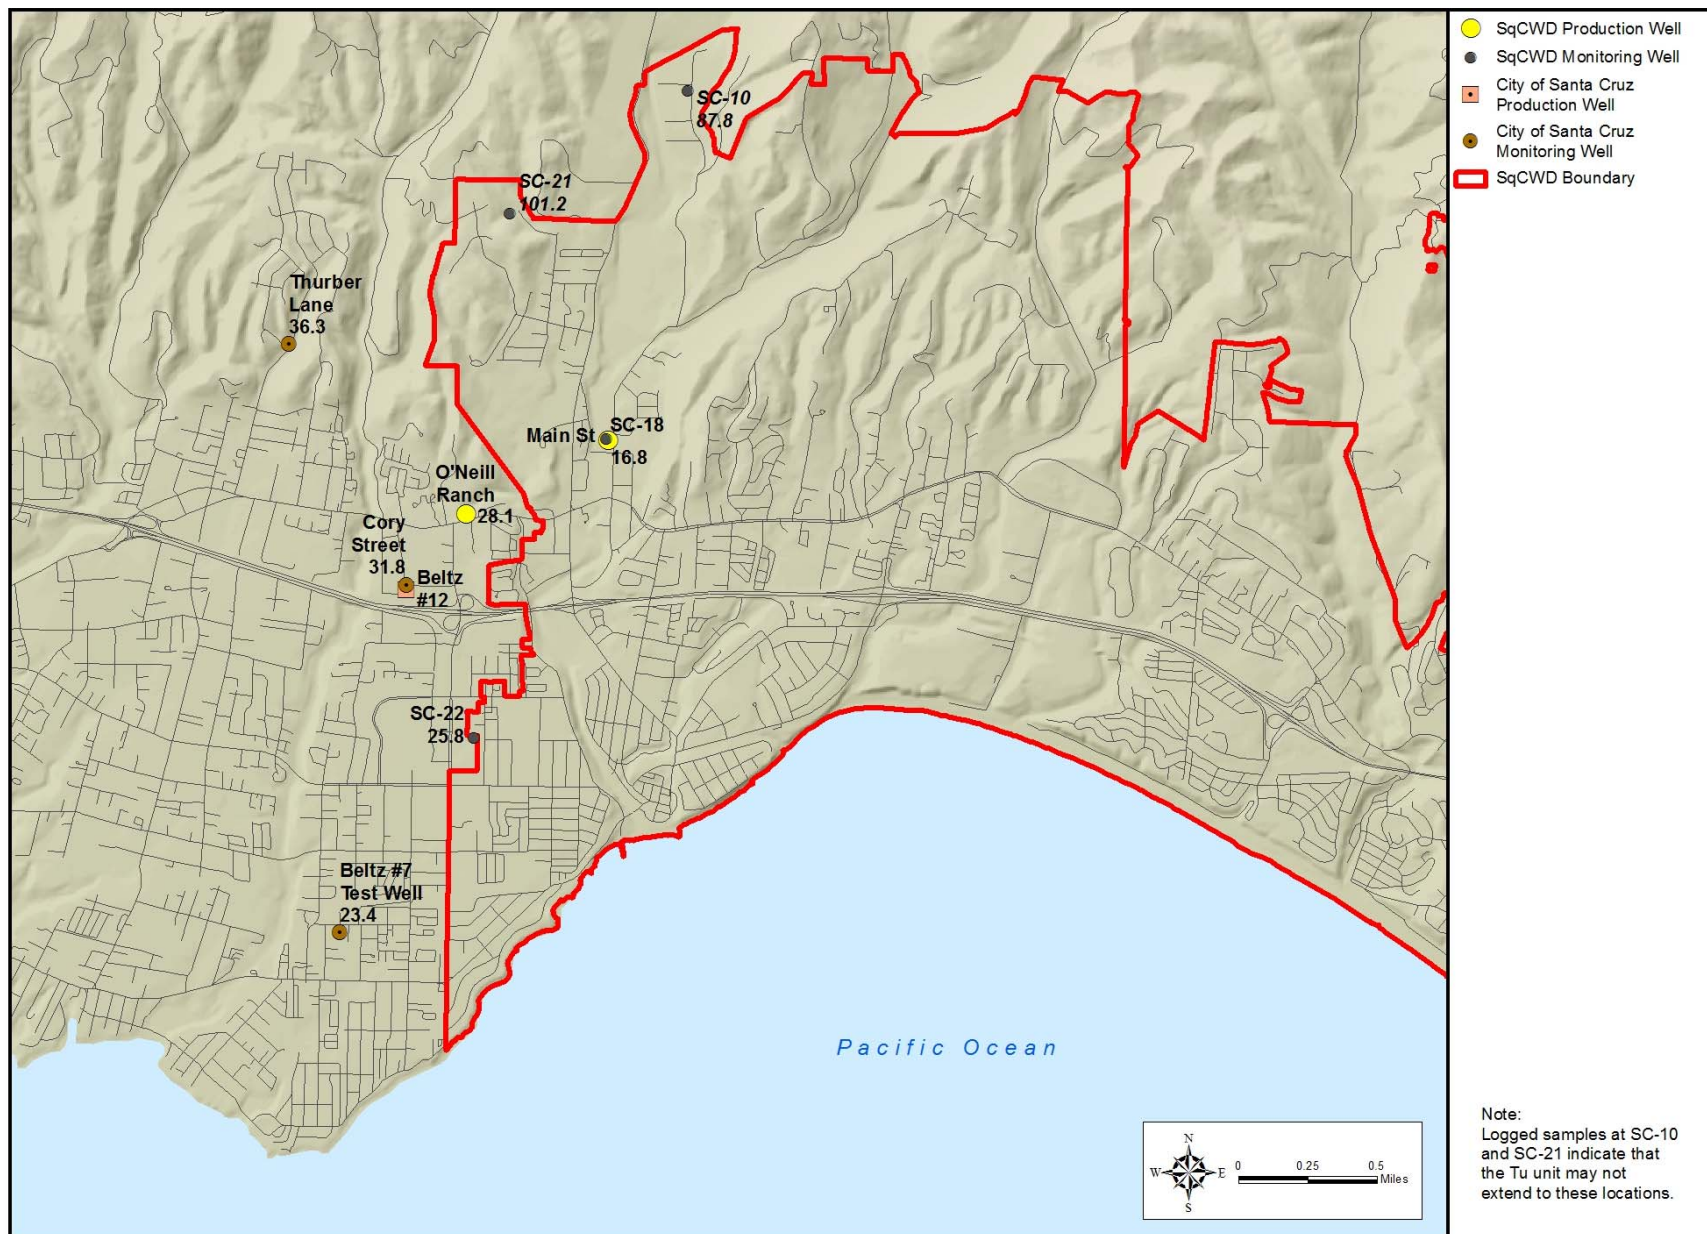 SC-10
87.8
SC-21
101.2
Thurber
Lane
36.3
Main St
SC-18
16.8
O'Neill
Ranch
28.1
Cory
Street
31.8
Beltz
#12
SC-22
25.8
Beltz #7
Test Well
23.4
Pacific Ocean
N
W
E
S
0
0.25
0.5
Miles
SqCWD Production Well
SqCWD Monitoring Well
City of Santa Cruz
Production Well
City of Santa Cruz
Monitoring Well
SqCWD Boundary
Note:
Logged samples at SC-10
and SC-21 indicate that
the Tu unit may not
extend to these locations.